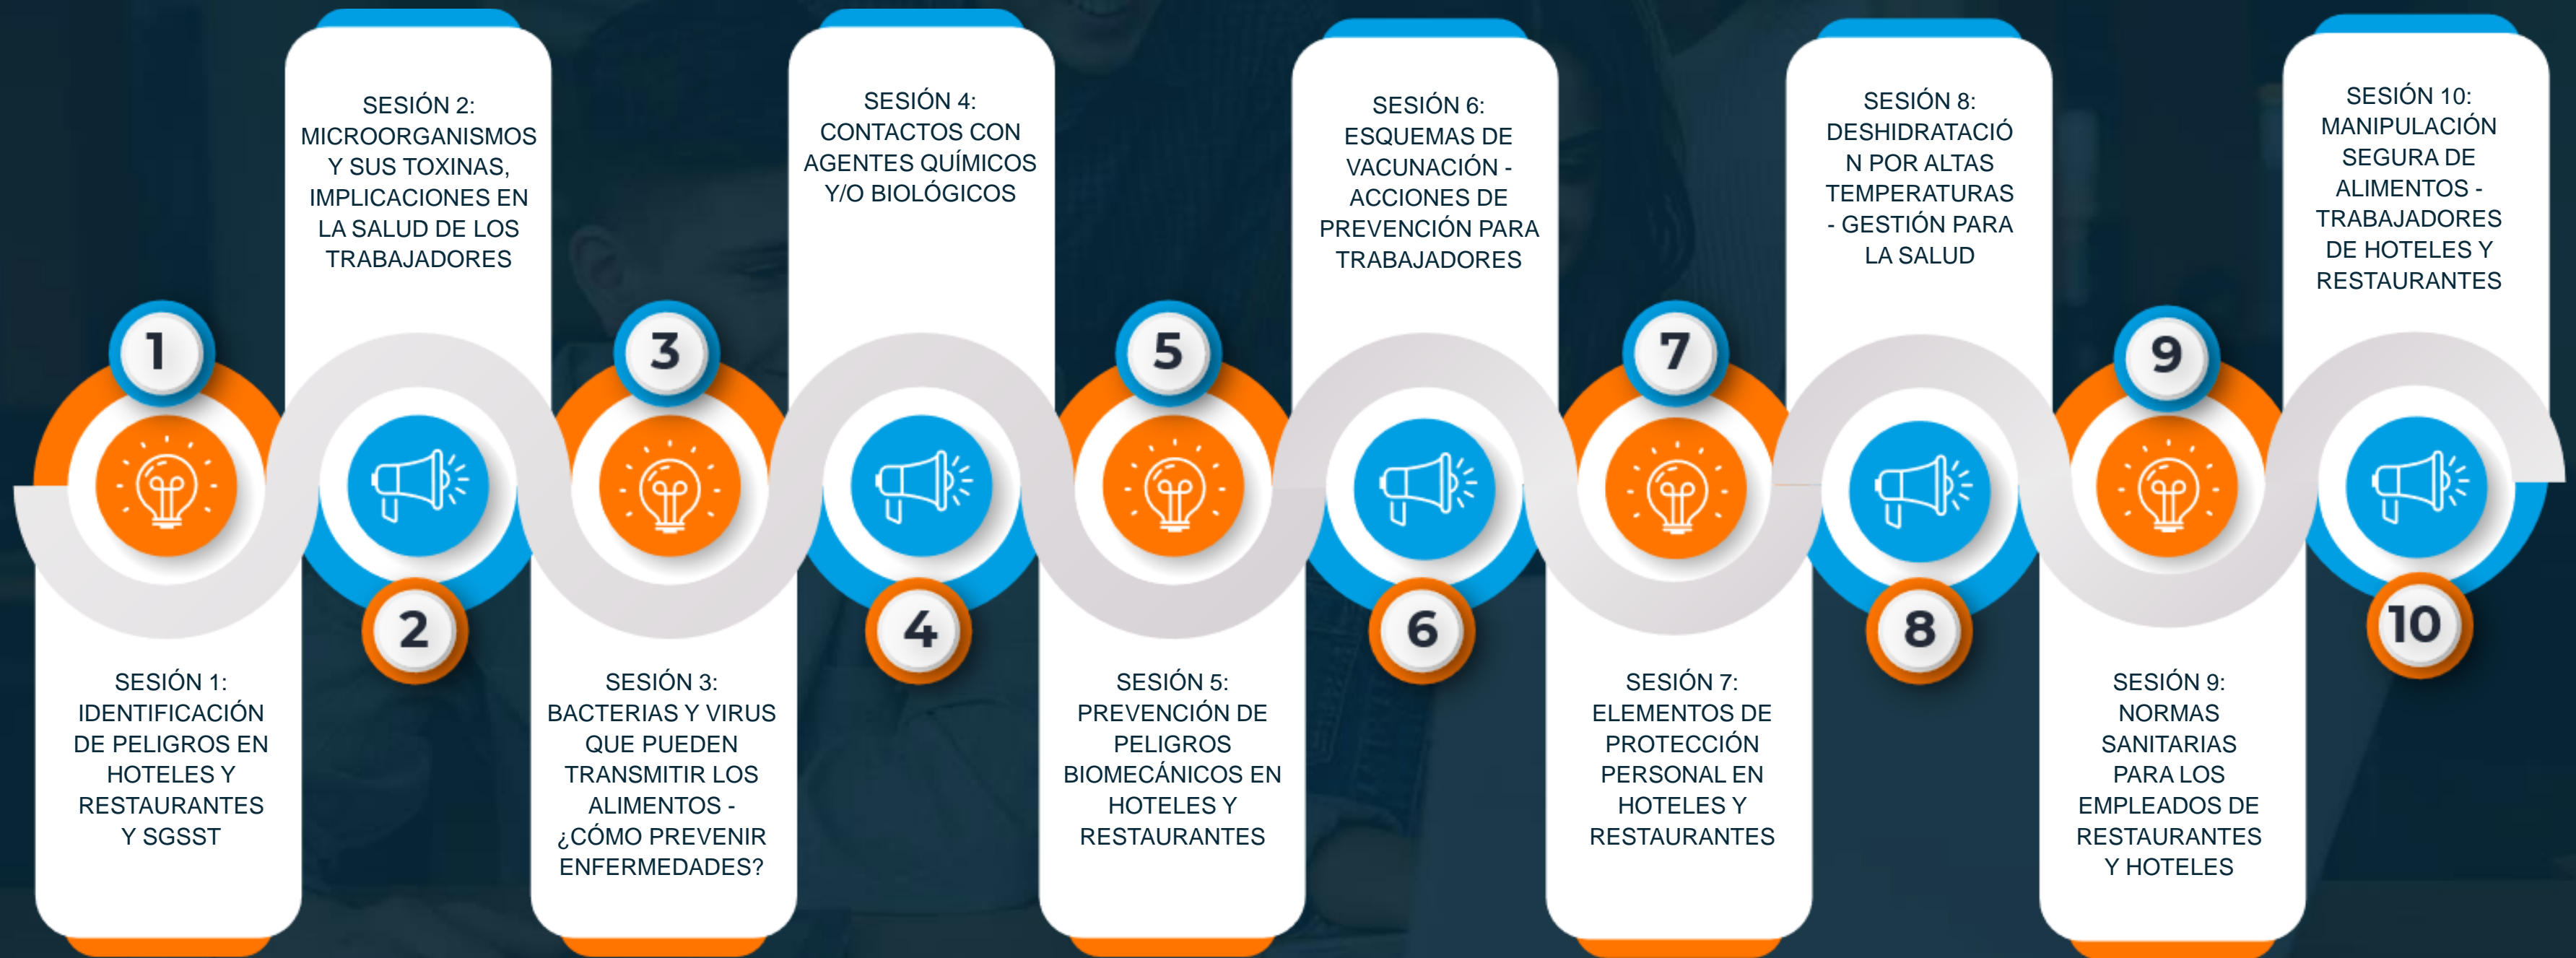 1
SESIÓN 1:
IDENTIFICACIÓN
DE PELIGROS EN
HOTELES Y
RESTAURANTES
Y SGSST
SESIÓN 2:
MICROORGANISMOS
Y SUS TOXINAS,
IMPLICACIONES EN
LA SALUD DE LOS
TRABAJADORES
2
3
SESIÓN 3:
BACTERIAS Y VIRUS
QUE PUEDEN
TRANSMITIR LOS
ALIMENTOS -
¿CÓMO PREVENIR
ENFERMEDADES?
SESIÓN 4:
CONTACTOS CON
AGENTES QUÍMICOS
Y/O BIOLÓGICOS
4
5
SESIÓN 5:
PREVENCIÓN DE
PELIGROS
BIOMECÁNICOS EN
HOTELES Y
RESTAURANTES
SESIÓN 6:
ESQUEMAS DE
VACUNACIÓN -
ACCIONES DE
PREVENCIÓN PARA
TRABAJADORES
6
7
SESIÓN 7:
ELEMENTOS DE
PROTECCIÓN
PERSONAL EN
HOTELES Y
RESTAURANTES
SESIÓN 8:
DESHIDRATACIÓ
N POR ALTAS
TEMPERATURAS
- GESTIÓN PARA
LA SALUD
8
9
SESIÓN 9:
NORMAS
SANITARIAS
PARA LOS
EMPLEADOS DE
RESTAURANTES
Y HOTELES
SESIÓN 10:
MANIPULACIÓN
SEGURA DE
ALIMENTOS -
TRABAJADORES
DE HOTELES Y
RESTAURANTES
10